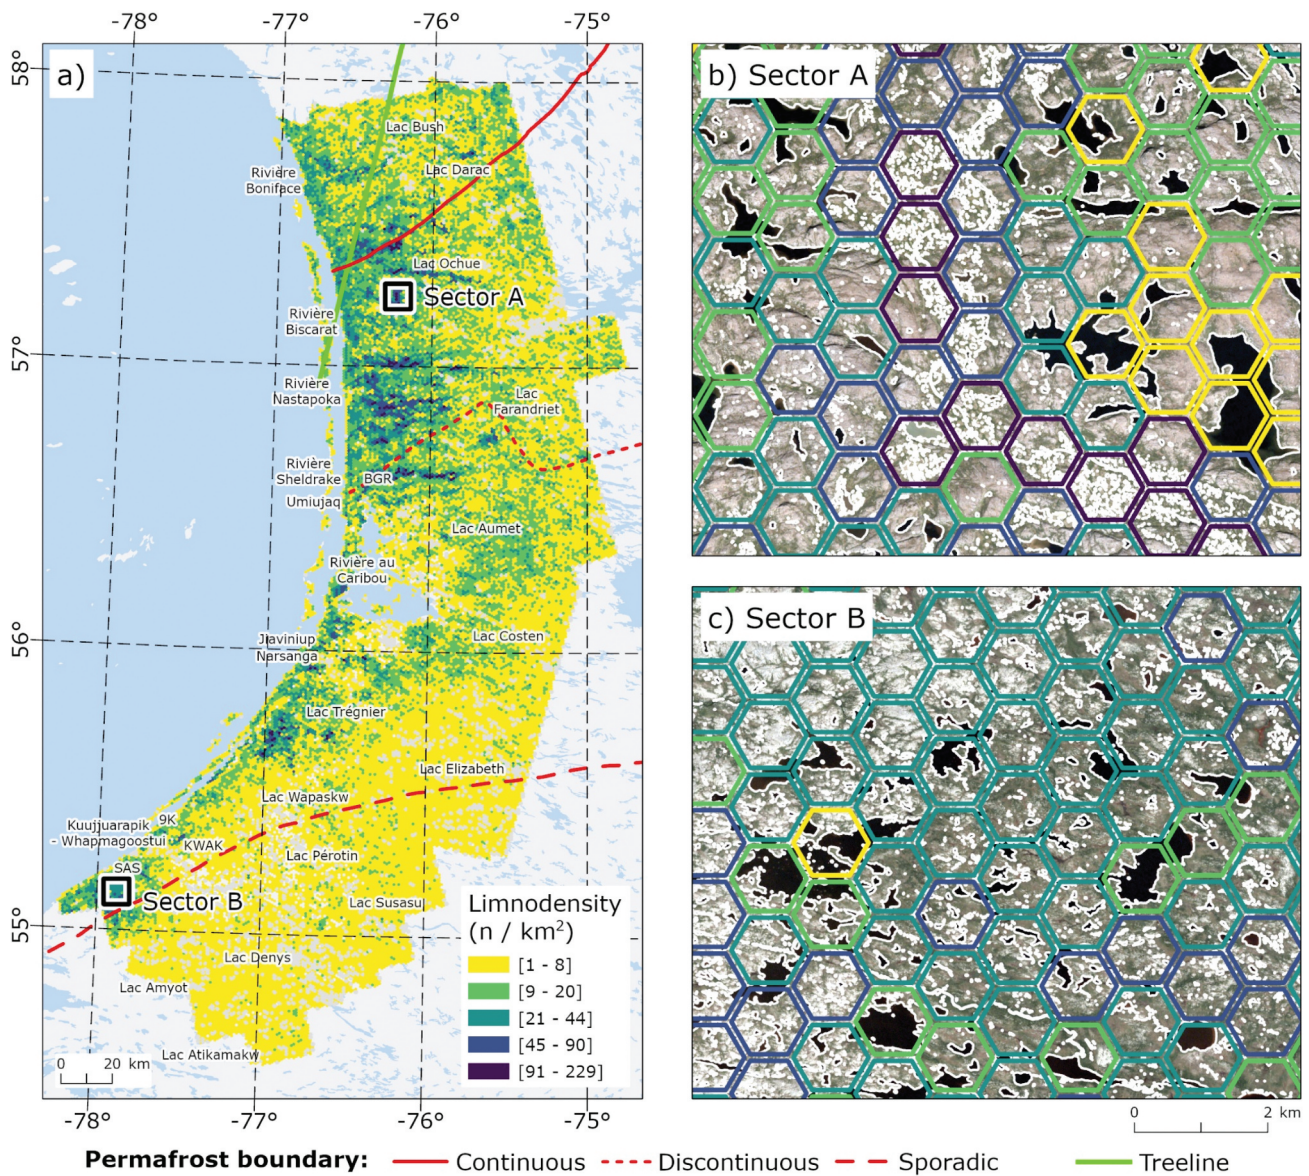 -78° -77° -76° -75°
58°
57°
56°
55°
a)
Lac Bush
Lac Darac
Rivière
Boniface
Lac Ochue
Sector A
Rivière
Biscarat
Rivière
Nastapoka
Lac
Farandriet
Rivière
Sheldrake
BGR
Umiujaq
Lac Aumet
Rivière au
Caribou
Jiaviniup
Narsanga
Lac Costen
Lac Trégnier
Lac Elizabeth
Lac Wapaskw
9K
Kuujjuarapik
- Whapmagoostui
KWAK
Lac Pérotin
SAS
Sector B
Lac Susasu
Lac Denys
Lac Amyot
Lac Atikamakw
0 20 km
Limnodensity
(n / km²)
[1 - 8]
[9 - 20]
[21 - 44]
[45 - 90]
[91 - 229]
-78° -77° -76° -75°
b) Sector A
c) Sector B
0 2 km
Permafrost boundary: Continuous Discontinuous Sporadic Treeline